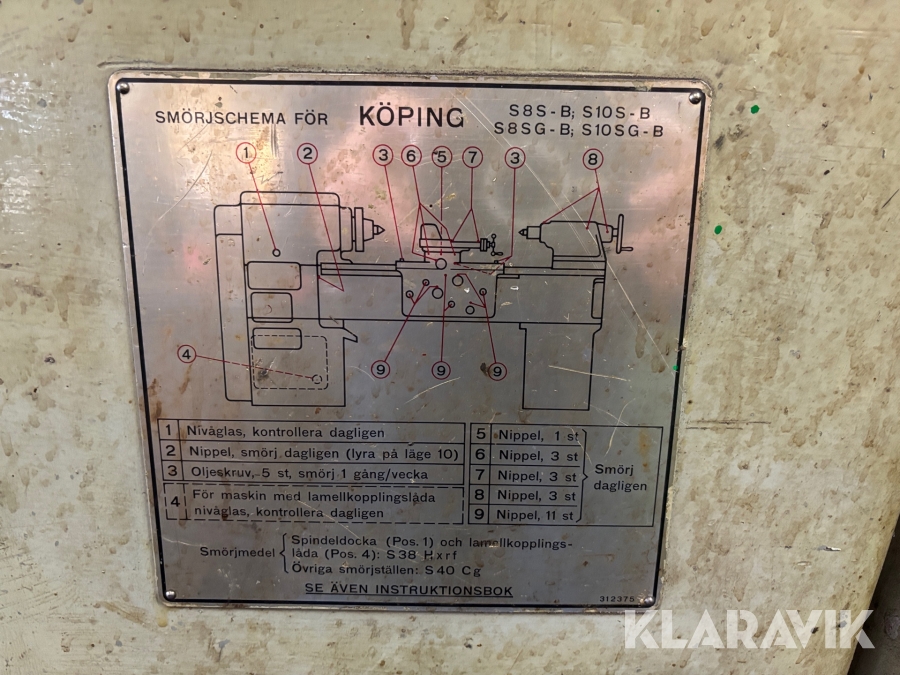 SMÖRJSCHEMA FÖR KÖPING S8S-B; S10S-B
S8SG-B; S10SG-B
1 2 3 6 5 7 3 8
4 9 9 9
1 Nivåglas, kontrollera dagligen
2 Nippel, smörj dagligen (lyra på läge 10)
3 Oljeskruv, 5 st, smörj 1 gång/vecka
4 För maskin med lamellkopplingslåda
nivåglas, kontrollera dagligen
5 Nippel, 1 st
6 Nippel, 3 st
7 Nippel, 3 st
8 Nippel, 3 st
9 Nippel, 11 st
Smörj
dagligen
Smörjmedel
Spindeldocka (Pos. 1) och lamellkopplings-
låda (Pos. 4): S38 Hxrf
Övriga smörjställen: S40 Cg
SE ÄVEN INSTRUKTIONSBOK
312375
KLARAVIK